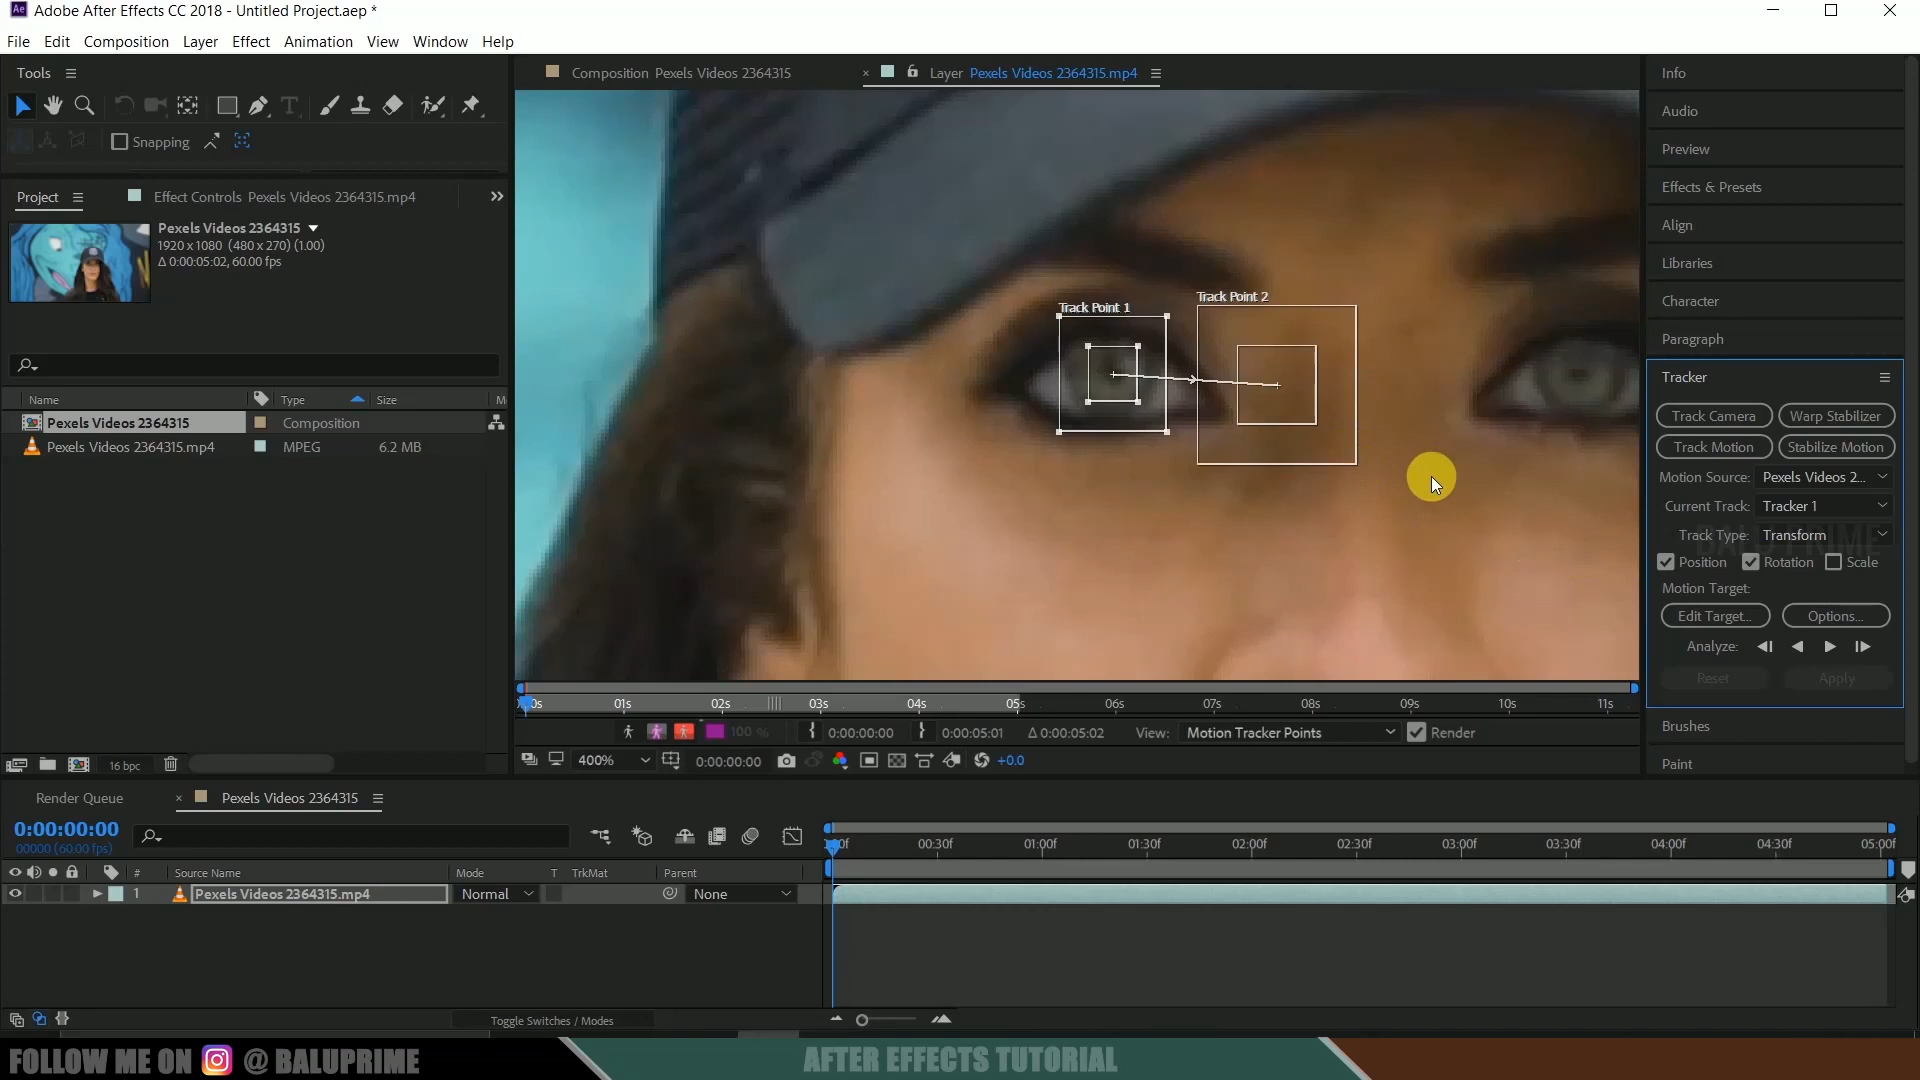 Adobe After Effects CC 2018 - Untitled Project.aep *
File Edit Composition Layer Effect Animation View Window Help
Tools
Snapping
Project
Effect Controls Pexels Videos 2364315.mp4
Pexels Videos 2364315
1920 x 1080 (480 x 270) (1.00)
Δ 0:00:05:02, 60.00 fps
Name Type Size M
Pexels Videos 2364315 Composition
Pexels Videos 2364315.mp4 MPEG 6.2 MB
16 bpc
Composition Pexels Videos 2364315
Layer Pexels Videos 2364315.mp4
Track Point 1
Track Point 2
0s 01s 02s 03s 04s 05s 06s 07s 08s 09s 10s 11s
100 % 0:00:00:00 0:00:05:01 Δ 0:00:05:02 View: Motion Tracker Points Render
400% 0:00:00:00 +0.0
Info
Audio
Preview
Effects & Presets
Align
Libraries
Character
Paragraph
Tracker
Track Camera Warp Stabilizer
Track Motion Stabilize Motion
Motion Source: Pexels Videos 2...
Current Track: Tracker 1
Track Type: Transform
BALU PRIME
Position Rotation Scale
Motion Target:
Edit Target... Options...
Analyze:
Reset Apply
Brushes
Paint
Render Queue Pexels Videos 2364315
0:00:00:00
00000 (60.00 fps)
00f 00:30f 01:00f 01:30f 02:00f 02:30f 03:00f 03:30f 04:00f 04:30f 05:00f
# Source Name Mode T TrkMat Parent
1 Pexels Videos 2364315.mp4 Normal None
Toggle Switches / Modes
FOLLOW ME ON @ BALUPRIME
AFTER EFFECTS TUTORIAL